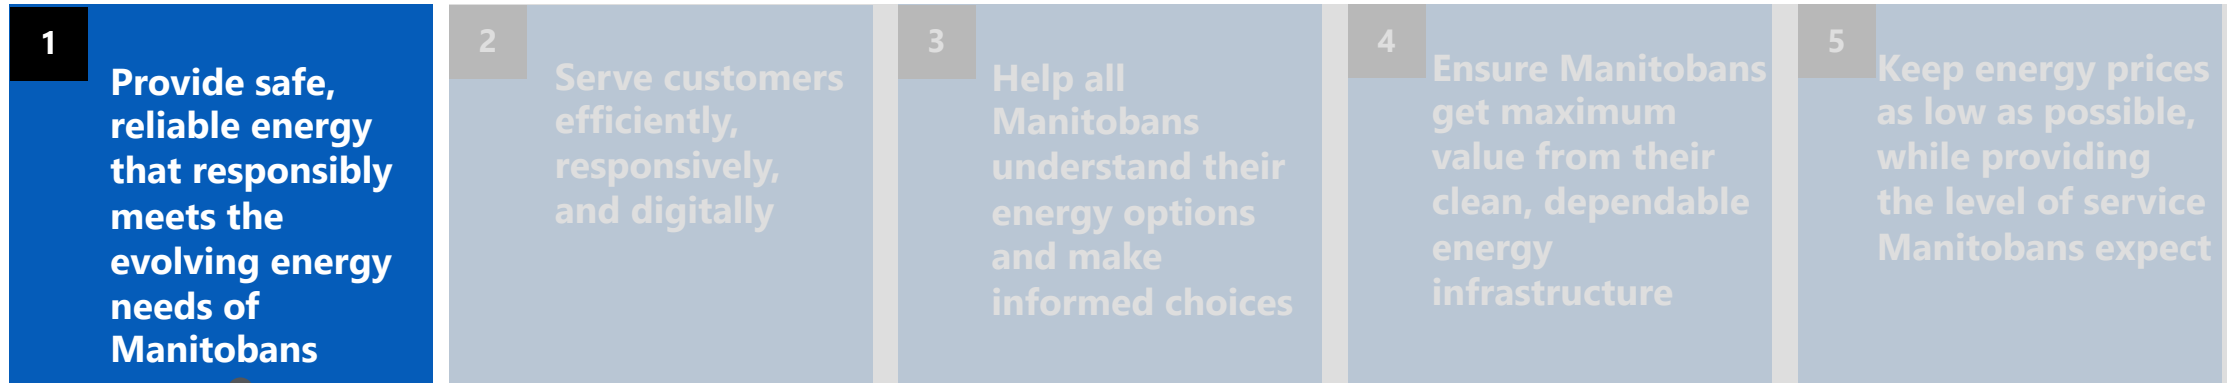 1
Provide safe,
reliable energy
that responsibly
meets the
evolving energy
needs of
Manitobans
2
Serve customers
efficiently,
responsively,
and digitally
3
Help all
Manitobans
understand their
energy options
and make
informed choices
4
Ensure Manitobans
get maximum
value from their
clean, dependable
energy
infrastructure
5
Keep energy prices
as low as possible,
while providing
the level of service
Manitobans expect